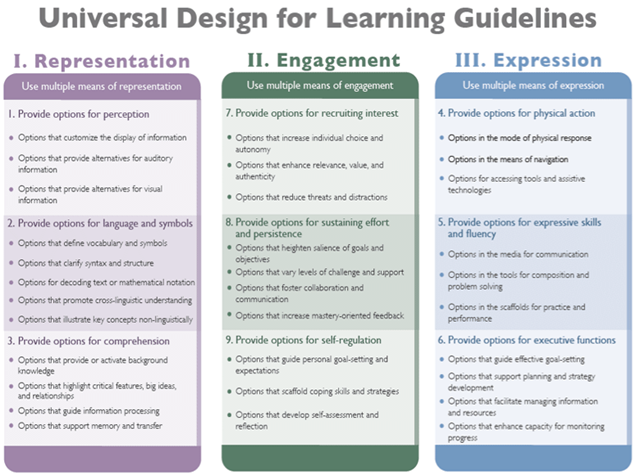 Universal Design for Learning Guidelines
I. Representation
Use multiple means of representation
1. Provide options for perception
• Options that customize the display of information
• Options that provide alternatives for auditory
information
• Options that provide alternatives for visual
information
2. Provide options for language and symbols
• Options that define vocabulary and symbols
• Options that clarify syntax and structure
• Options for decoding text or mathematical notation
• Options that promote cross-linguistic understanding
• Options that illustrate key concepts non-linguistically
3. Provide options for comprehension
• Options that provide or activate background
knowledge
• Options that highlight critical features, big ideas,
and relationships
• Options that guide information processing
• Options that support memory and transfer
II. Engagement
Use multiple means of engagement
7. Provide options for recruiting interest
• Options that increase individual choice and
autonomy
• Options that enhance relevance, value, and
authenticity
• Options that reduce threats and distractions
8. Provide options for sustaining effort
and persistence
• Options that heighten salience of goals and
objectives
• Options that vary levels of challenge and support
• Options that foster collaboration and
communication
• Options that increase mastery-oriented feedback
9. Provide options for self-regulation
• Options that guide personal goal-setting and
expectations
• Options that scaffold coping skills and strategies
• Options that develop self-assessment and
reflection
III. Expression
Use multiple means of expression
4. Provide options for physical action
• Options in the mode of physical response
• Options in the means of navigation
• Options for accessing tools and assistive
technologies
5. Provide options for expressive skills
and fluency
• Options in the media for communication
• Options in the tools for composition and
problem solving
• Options in the scaffolds for practice and
performance
6. Provide options for executive functions
• Options that guide effective goal-setting
• Options that support planning and strategy
development
• Options that facilitate managing information
and resources
• Options that enhance capacity for monitoring
progress